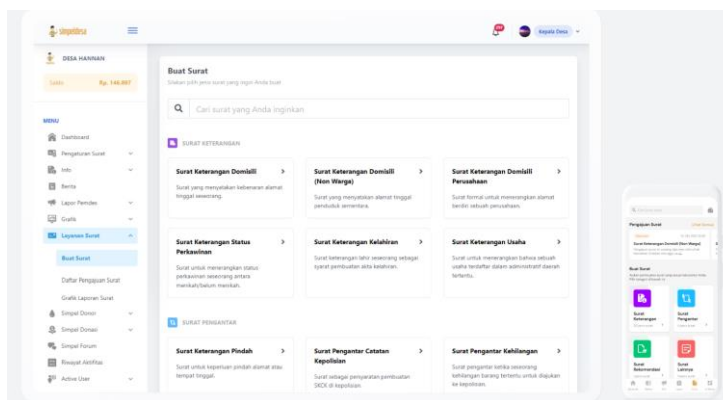 simpeldesa
Kepala Desa
DESA HANNAN
Saldo
Rp. 146.897
MENU
Dashboard
Pengaturan Surat
Info
Berita
Lapor Pemdes
Grafik
Layanan Surat
Buat Surat
Daftar Pengajuan Surat
Grafik Laporan Surat
Simpel Donor
Simpel Donasi
Simpel Forum
Riwayat Aktifitas
Active User
Buat Surat
Silakan pilih jenis surat yang ingin Anda buat
Cari surat yang Anda inginkan
SURAT KETERANGAN
Surat Keterangan Domisili
Surat yang menyatakan kebenaran alamat
tinggal seseorang.
Surat Keterangan Domisili
(Non Warga)
Surat yang menyatakan alamat tinggal
penduduk sementara.
Surat Keterangan Domisili
Perusahaan
Surat format untuk menerangkan alamat
berdiri sebuah perusahaan.
Surat Keterangan Status
Perkawinan
Surat untuk menerangkan status
perkawinan seseorang antara
menikah/belum menikah.
Surat Keterangan Kelahiran
Surat keterangan lahir seseorang sebagai
syarat pembuatan akta kelahiran.
Surat Keterangan Usaha
Surat untuk menerangkan bahwa sebuah
usaha terdaftar dalam administratif daerah
tertentu.
SURAT PENGANTAR
Surat Keterangan Pindah
Surat untuk keperluan pindah alamat atau
tempat tinggal.
Surat Pengantar Catatan
Kepolisian
Surat sebagai persyaratan pembuatan
SKCK di kepolisian.
Surat Pengantar Kehilangan
Surat pengantar ketika seseorang
kehilangan barang tertentu untuk diajukan
ke kepolisian.
Pengajuan Surat
Surat Keterangan Domisili (Non Warga)
Buat Surat
Surat
Keterangan
Surat
Pengantar
Surat
Rekomendasi
Surat
Lainnya